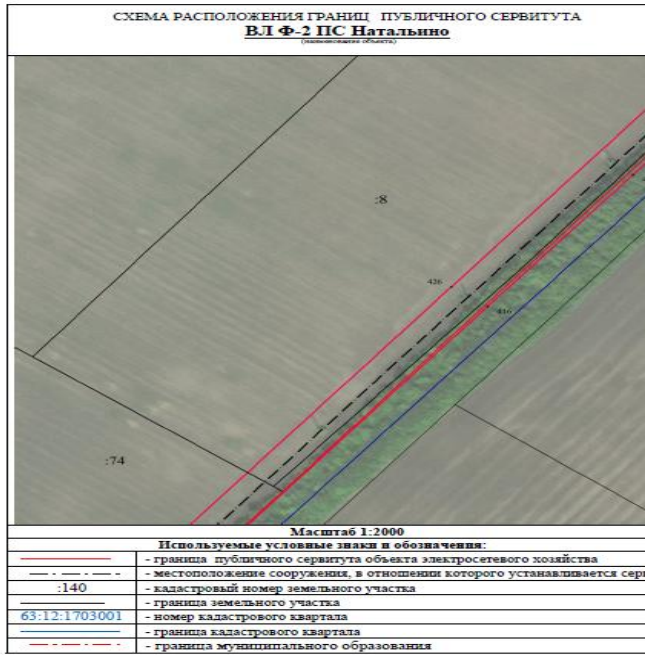 СХЕМА РАСПОЛОЖЕНИЯ ГРАНИЦ ПУБЛИЧНОГО СЕРВИТУТА
ВЛ Ф-2 ПС Натальино
(наименование объекта)
:8
426
416
:74
Масштаб 1:2000
Используемые условные знаки и обозначения:
- граница публичного сервитута объекта электросетевого хозяйства
- местоположение сооружения, в отношении которого устанавливается серв
:140 - кадастровый номер земельного участка
- граница земельного участка
63:12:1703001 - номер кадастрового квартала
- граница кадастрового квартала
- граница муниципального образования